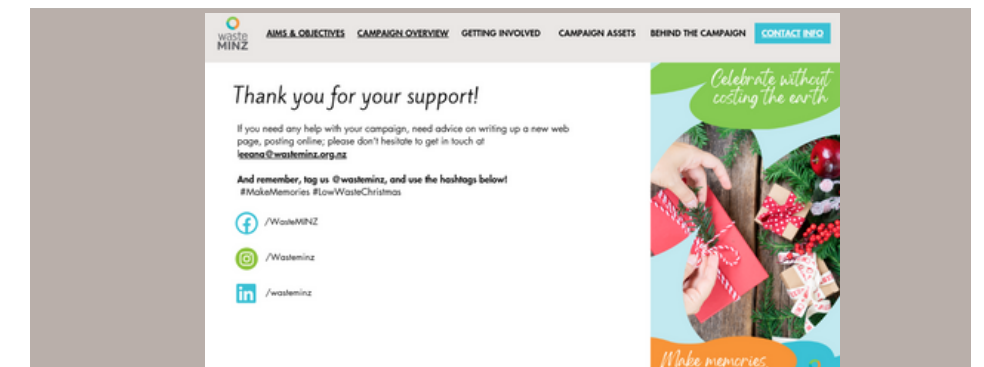 waste
MINZ
AIMS & OBJECTIVES CAMPAIGN OVERVIEW GETTING INVOLVED CAMPAIGN ASSETS BEHIND THE CAMPAIGN CONTACT INFO
Thank you for your support!
If you need any help with your campaign, need advice on writing up a new web
page, posting online; please don't hesitate to get in touch at
leeana@wasteminz.org.nz
And remember, tag us @wasteminz, and use the hashtags below!
#MakeMemories #LowWasteChristmas
/WasteMINZ
/Wasteminz
in /wasteminz
Celebrate without
costing the earth
Make memories